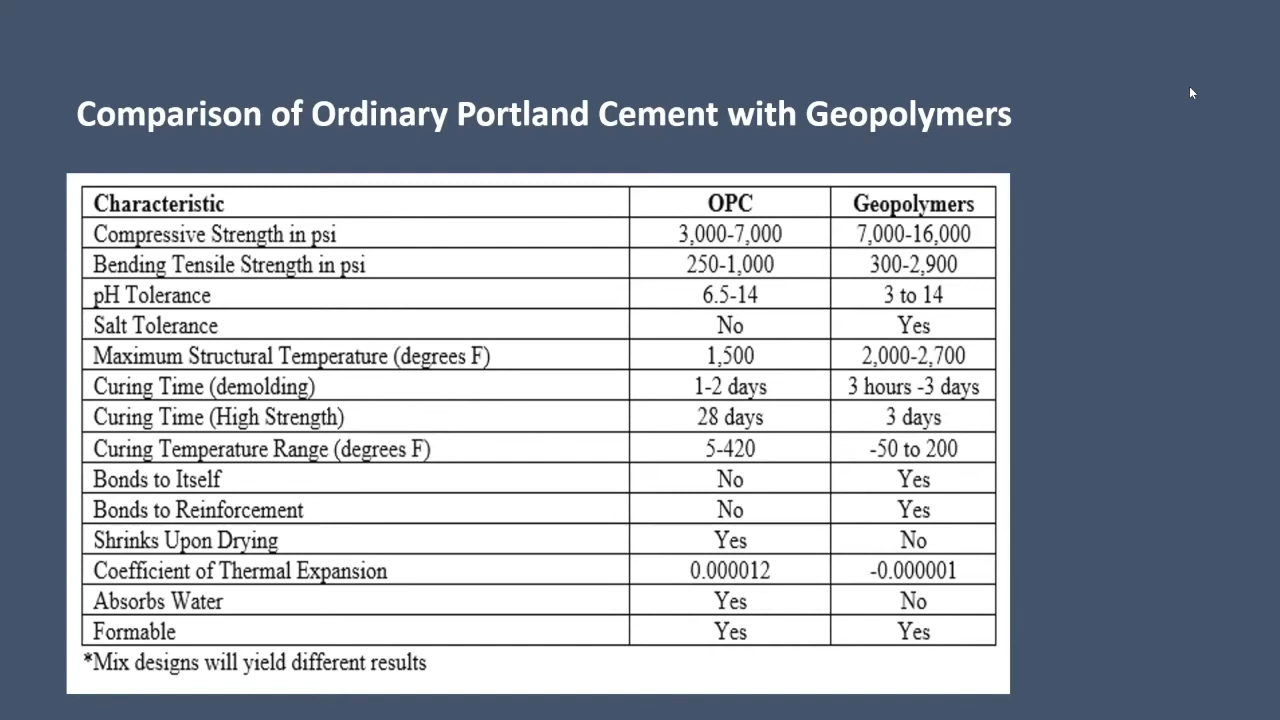 Comparison of Ordinary Portland Cement with Geopolymers
Characteristic OPC Geopolymers
Compressive Strength in psi 3,000-7,000 7,000-16,000
Bending Tensile Strength in psi 250-1,000 300-2,900
pH Tolerance 6.5-14 3 to 14
Salt Tolerance No Yes
Maximum Structural Temperature (degrees F) 1,500 2,000-2,700
Curing Time (demolding) 1-2 days 3 hours -3 days
Curing Time (High Strength) 28 days 3 days
Curing Temperature Range (degrees F) 5-420 -50 to 200
Bonds to Itself No Yes
Bonds to Reinforcement No Yes
Shrinks Upon Drying Yes No
Coefficient of Thermal Expansion 0.000012 -0.000001
Absorbs Water Yes No
Formable Yes Yes
*Mix designs will yield different results